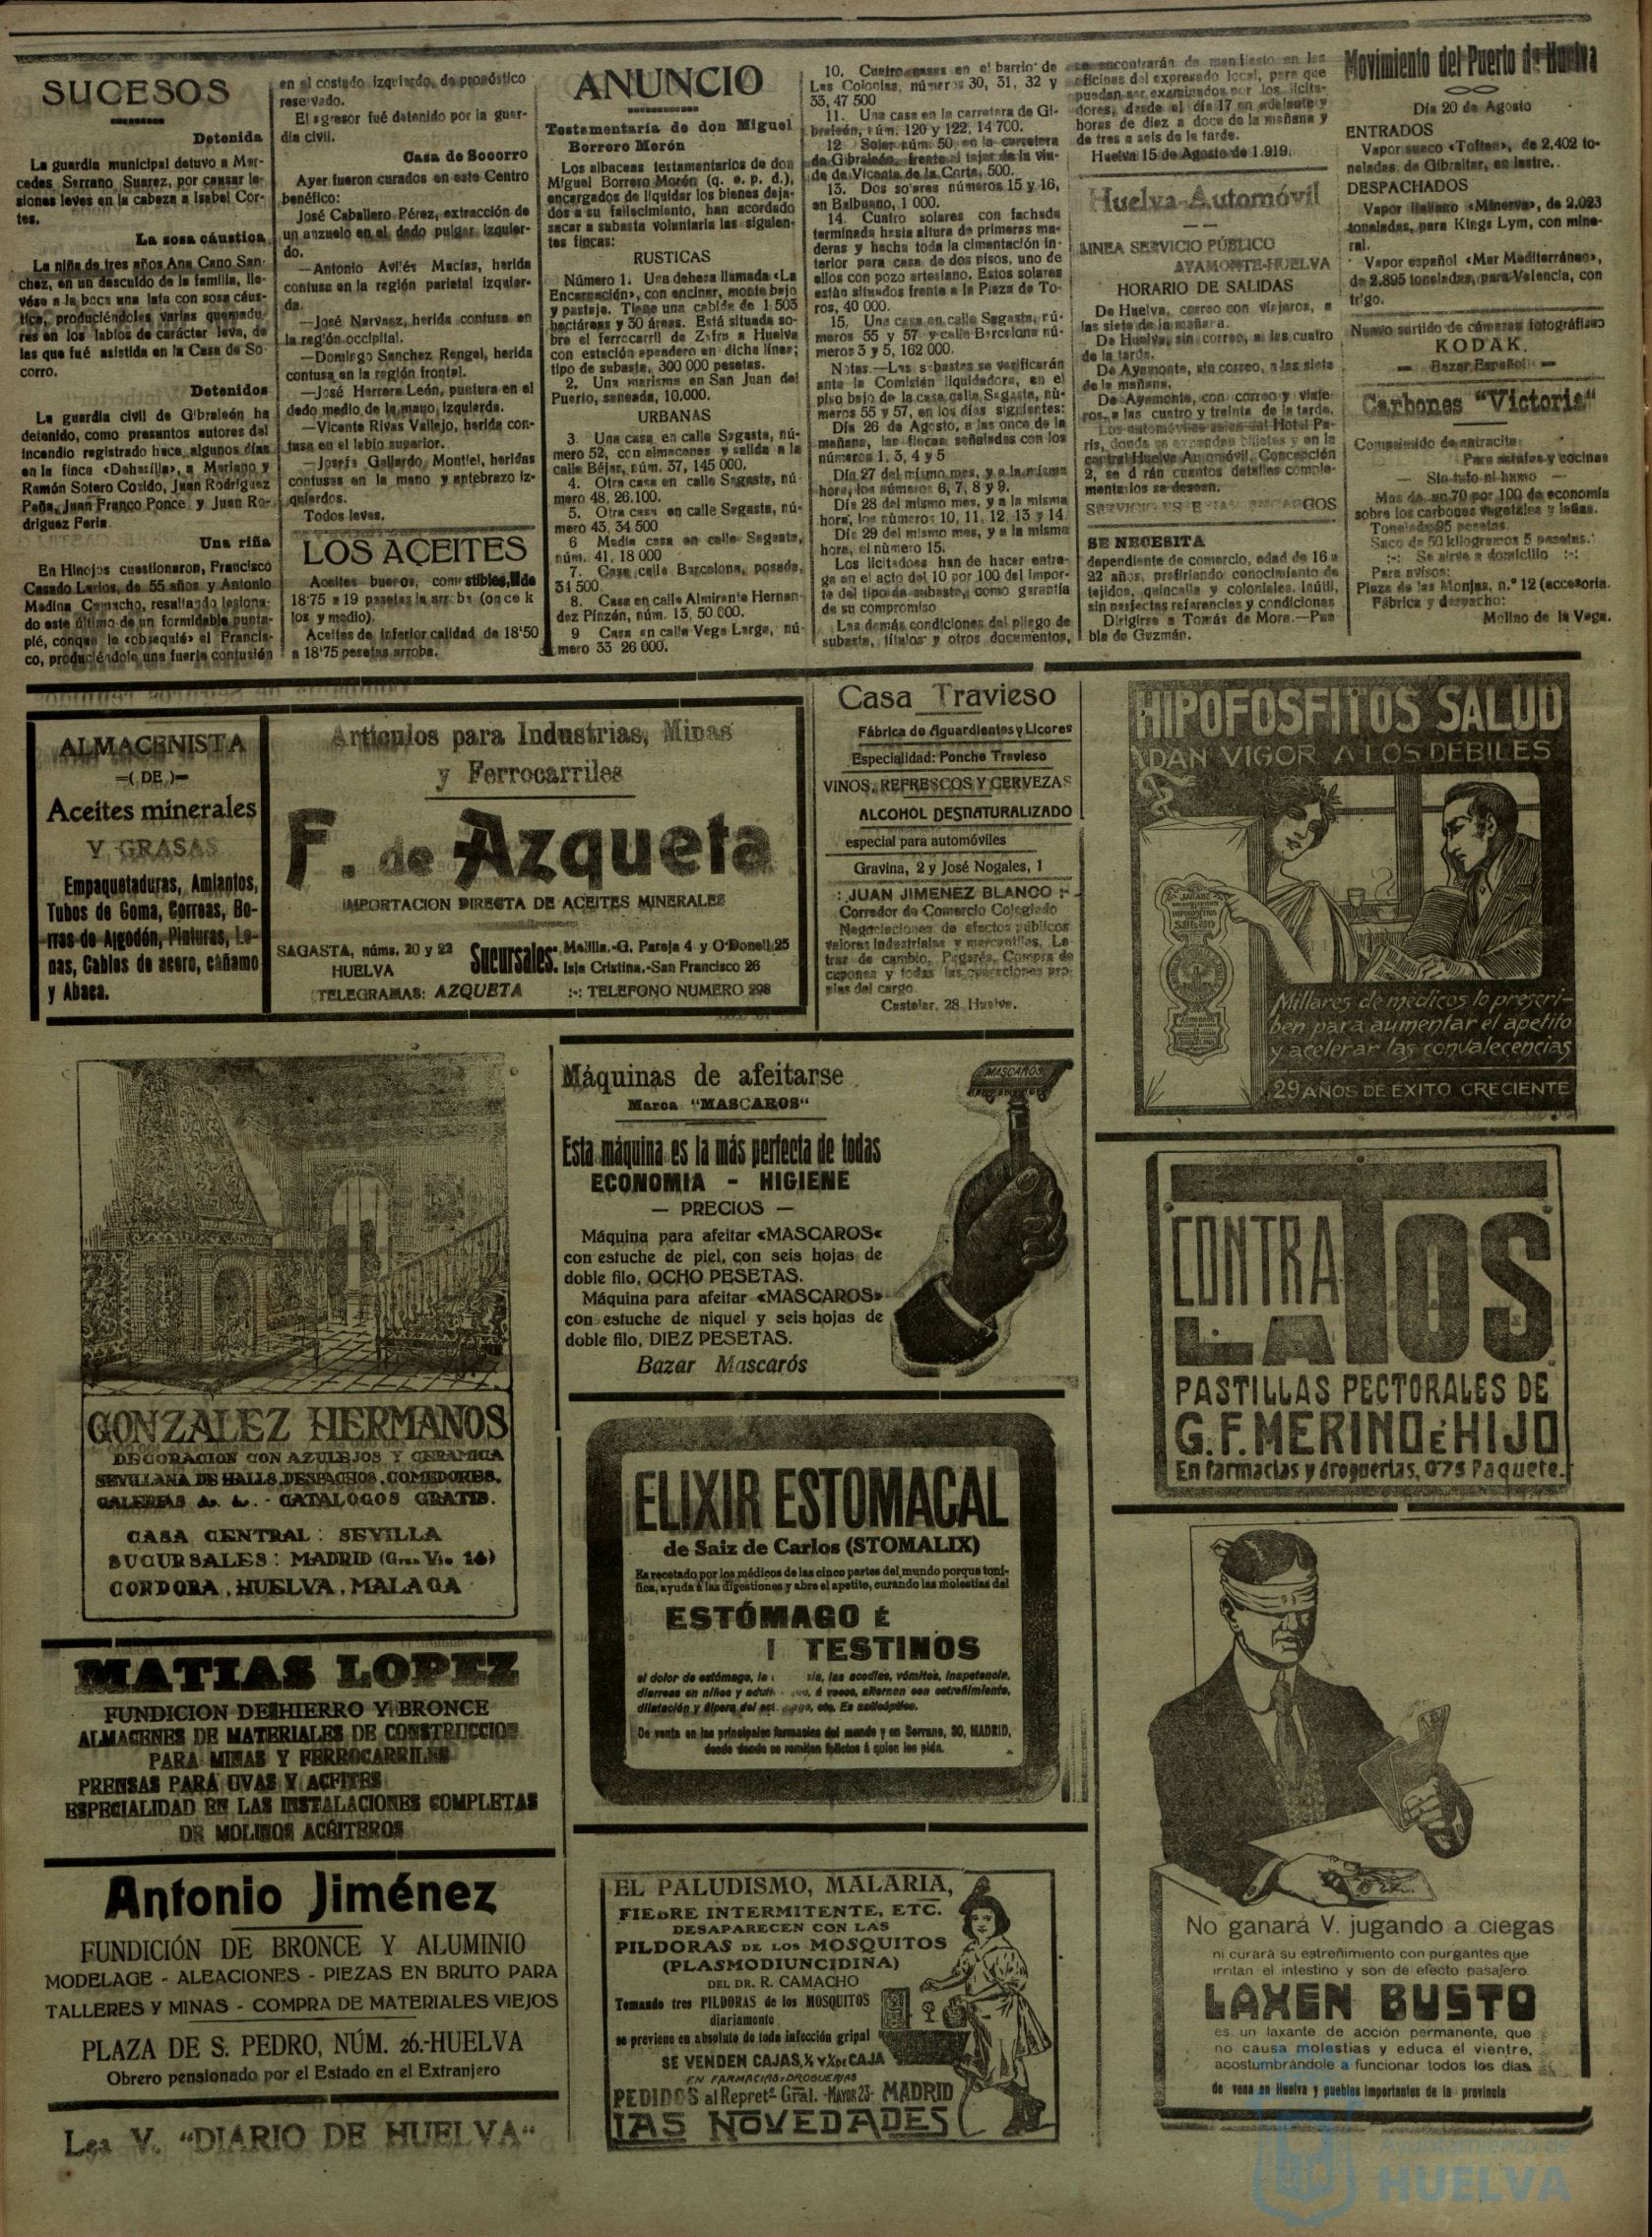 SUCESOS
Detenida
La guardia municipal detuvo a Mer-
cedes Serrano Suarez, por causar le-
siones leves en la cabeza a Isabel Cor-
tes.
La sosa cáustica
La niña de tres años Ana Cano San-
chez, en un descuido de la familia, lle-
vóse a la boca una lata con sosa cáus-
tica, produciéndoles varias quemadu-
ras en los labios de carácter leve, de
las que fué asistida en la Casa de So-
corro.
Detenidos
La guardia civil de Gibraleón ha
detenido, como presuntos autores del
incendio registrado hace algunos días
en la finca «Dehesilla», a Mariano y
Ramón Sotero Cosido, Juan Rodríguez
Peña, Juan Franco Ponce y Juan Ro-
driguez Feria.
Una riña
En Hinojos cuestionaron, Francisco
Casado Larios, de 55 años y Antonio
Medina Camacho, resultando lesiona-
do este último de un formidable punta-
pié, conque le «obsequió» el Francis-
co, produciéndole una fuerte contusión
en el costado izquierdo, de pronóstico
reservado.
El agresor fué detenido por la guar-
dia civil.
Casa de Socorro
Ayer fueron curados en este Centro
benéfico:
José Caballero Pérez, extracción de
un anzuelo en el dedo pulgar izquier-
do.
—Antonio Avilés Macías, herida
contusa en la región parietal izquier-
da.
—José Narvaez, herida contusa en
la región occipital.
—Domingo Sanchez Rengel, herida
contusa en la región frontal.
—José Herrera León, puntura en el
dedo medio de la mano izquierda.
—Vicente Rivas Vallejo, herida con-
tusa en el labio superior.
—Josefa Gallardo Montiel, heridas
contusas en la mano y antebrazo iz-
quierdos.
Todos leves.
LOS ACEITES
Aceites buenos, comestibles, de
18'75 a 19 pesetas la arroba (once k
los y medio).
Aceites de inferior calidad de 18'50
a 18'75 pesetas arroba.
ANUNCIO
Testamentaría de don Miguel
Borrero Morón
Los albaceas testamentarios de don
Miguel Borrero Morón (q. e. p. d.),
encargados de liquidar los bienes deja-
dos a su fallecimiento, han acordado
sacar a subasta voluntaria las siguien-
tes fincas:
RUSTICAS
Número 1. Una dehesa llamada «La
Encarnación», con encinar, monte bajo
y pastaje. Tiene una cabida de 1.503
hectáreas y 30 áreas. Está situada so-
bre el ferrocarril de Zafra a Huelva
con estación apeadero en dicha línea;
tipo de subasta, 300 000 pesetas.
2. Una marisma en San Juan del
Puerto, saneada, 10.000.
URBANAS
3. Una casa en calle Sagasta, nú-
mero 52, con almacenes y salida a la
calle Béjar, núm. 37, 145 000.
4. Otra casa en calle Sagasta, nú-
mero 48, 26.100.
5. Otra casa en calle Sagasta, nú-
mero 43, 34 500
6 Media casa en calle Sagasta,
núm. 41, 18 000
7. Casa calle Barcelona, posada,
31 500.
8. Casa en calle Almirante Hernan-
dez Pinzón, núm. 13, 50 000.
9 Casa en calle Vega Larga, nú-
mero 33 26 000.
10. Cuatro casas en el barrio de
Las Colonias, números 30, 31, 32 y
33, 47 500
11. Una casa en la carretera de Gi-
braleón, núm. 120 y 122, 14 700.
12 Solar núm. 50 en la carretera
de Gibraleón, frente al tejar de la viu-
da de Vicente de la Corte, 500.
13. Dos solares números 15 y 16,
en Balbueno, 1 000.
14. Cuatro solares con fachada
terminada hasta altura de primeras ma-
deras y hecha toda la cimentación in-
terior para casa de dos pisos, uno de
ellos con pozo artesiano. Estos solares
están situados frente a la Plaza de To-
ros, 40 000.
15. Una casa en calle Sagasta, nú-
meros 55 y 57 y calle Barcelona nú-
meros 3 y 5, 162 000.
Notas.—Las subastas se verificarán
ante la Comisión liquidadora, en el
piso bajo de la casa calle Sagasta, nú-
meros 55 y 57, en los días siguientes:
Día 26 de Agosto, a las once de la
mañana, las fincas señaladas con los
números 1, 3, 4 y 5
Día 27 del mismo mes, y a la misma
hora, los números 6, 7, 8 y 9.
Día 28 del mismo mes, y a la misma
hora, los números 10, 11, 12, 13 y 14.
Día 29 del mismo mes, y a la misma
hora, el número 15.
Los licitadores han de hacer entre-
ga en el acto del 10 por 100 del impor-
te del tipo de subasta, como garantía
de su compromiso
Las demás condiciones del pliego de
subasta, títulos y otros documentos,
se encontrarán de manifiesto en las
oficinas del expresado local, para que
puedan ser examinados por los licita-
dores, desde el día 17 en adelante y
horas de diez a doce de la mañana y
de tres a seis de la tarde.
Huelva 15 de Agosto de 1.919.
Huelva-Automóvil
LINEA SERVICIO PÚBLICO
AYAMONTE-HUELVA
HORARIO DE SALIDAS
De Huelva, correo con viajeros, a
las siete de la mañana.
De Huelva, sin correo, a las cuatro
de la tarde.
De Ayamonte, sin correo, a las siete
de la mañana.
De Ayamonte, con correo y viaje-
ros, a las cuatro y treinta de la tarde.
Los automóviles salen del Hotel Pa-
ris, donde se expenden billetes y en la
central Huelva Automóvil, Concepción
2, se darán cuantos detalles comple-
mentarios se deseen.
SE NECESITA
dependiente de comercio, edad de 16 a
22 años, prefiriendo conocimiento de
tejidos, quincalla y coloniales. Inútil,
sin perfectas referencias y condiciones
Dirigirse a Tomás de Mora.—Pue
bla de Guzmán.
Movimiento del Puerto de Huelva
Día 20 de Agosto
ENTRADOS
Vapor sueco «Tolten», de 2.402 to-
neladas, de Gibraltar, en lastre.
DESPACHADOS
Vapor italiano «Minerva», de 2.023
toneladas, para Kings Lym, con mine-
ral.
Vapor español «Mar Mediterráneo»,
de 2.895 toneladas, para Valencia, con
trigo.
Nuevo surtido de cámaras fotográficas
KODAK.
— Bazar Español —
Carbones "Victoria"
Comprimido de antracita
Para estufas y cocinas
— Sin tufo ni humo —
Mas de un 70 por 100 de economía
sobre los carbones vegetales y leñas.
Tonelada 95 pesetas.
Saco de 50 kilogramos 5 pesetas.
:-: Se sirve a domicilio :-:
Para avisos:
Plaza de las Monjas, n.º 12 (accesoria.
Fábrica y despacho:
Molino de la Vega.
ALMACENISTA
=( DE )=
Aceites minerales
Y GRASAS
Empaquetaduras, Amiantos,
Tubos de Goma, Correas, Bo-
rras de Algodón, Pinturas, Lo-
nas, Cables de acero, cáñamo
y Abaca.
Artículos para Industrias, Minas
y Ferrocarriles
F. de Azqueta
IMPORTACION DIRECTA DE ACEITES MINERALES
SAGASTA, núms. 20 y 22
HUELVA
Sucursales: Melilla.-G. Pareja 4 y O'Donell 25
Isla Cristina.-San Francisco 26
TELEGRAMAS: AZQUETA :-: TELEFONO NUMERO 298
Casa Travieso
Fábrica de Aguardientes y Licores
Especialidad: Ponche Travieso
VINOS, REFRESCOS Y CERVEZAS
ALCOHOL DESNATURALIZADO
especial para automóviles
Gravina, 2 y José Nogales, 1
: JUAN JIMENEZ BLANCO :-
Corredor de Comercio Colegiado
Negociaciones de efectos públicos
valores industriales y mercantiles, Le-
tras de cambio, Pagarés, Compra de
cupones y todas las operaciones pro-
pias del cargo.
Castelar, 28, Huelva.
HIPOFOSFITOS SALUD
DAN VIGOR A LOS DEBILES
JARABE
SALUD
Millares de medicos lo prescri-
ben para aumentar el apetito
y acelerar las convalecencias
29 AÑOS DE ÉXITO CRECIENTE
GONZALEZ HERMANOS
DECORACION CON AZULEJOS Y CERAMICA
SEVILLANA DE HALLS, DESPACHOS, COMEDORES,
GALERIAS &. &. - CATALOGOS GRATIS.
CASA CENTRAL: SEVILLA
SUCURSALES: MADRID (Gran Via 14)
CORDOBA, HUELVA, MALAGA
Máquinas de afeitarse
Marca "MASCAROS"
MASCAROS
Esta máquina es la más perfecta de todas
ECONOMIA - HIGIENE
— PRECIOS —
Máquina para afeitar «MASCAROS«
con estuche de piel, con seis hojas de
doble filo, OCHO PESETAS.
Máquina para afeitar «MASCAROS»
con estuche de niquel y seis hojas de
doble filo, DIEZ PESETAS.
Bazar Mascarós
CONTRA LA TOS
PASTILLAS PECTORALES DE
G. F. MERINO É HIJO
En farmacias y droguerias, 0'75 Paquete.
ELIXIR ESTOMACAL
de Saiz de Carlos (STOMALIX)
Es recetado por los médicos de las cinco partes del mundo porque toni-
fica, ayuda á las digestiones y abre el apetito, curando las molestias del
ESTÓMAGO É
I TESTINOS
el dolor de estómago, la sia, las acedías, vómitos, inapetencia,
diarreas en niños y adult que, á veces, alternan con estreñimiento,
dilatación y úlcera del est mago, etc. Es antiséptico.
De venta en las principales farmacias del mundo y en Serrano, 30, MADRID,
desde donde se remiten folletos á quien los pida.
MATIAS LOPEZ
FUNDICION DE HIERRO Y BRONCE
ALMACENES DE MATERIALES DE CONSTRUCCION
PARA MINAS Y FERROCARRILES
PRENSAS PARA UVAS Y ACEITES
ESPECIALIDAD EN LAS INSTALACIONES COMPLETAS
DE MOLINOS ACEITEROS
Antonio Jiménez
FUNDICIÓN DE BRONCE Y ALUMINIO
MODELAGE - ALEACIONES - PIEZAS EN BRUTO PARA
TALLERES Y MINAS - COMPRA DE MATERIALES VIEJOS
PLAZA DE S. PEDRO, NÚM. 26.-HUELVA
Obrero pensionado por el Estado en el Extranjero
Lea V. "DIARIO DE HUELVA"
EL PALUDISMO, MALARIA,
FIEBRE INTERMITENTE, ETC.
DESAPARECEN CON LAS
PILDORAS DE LOS MOSQUITOS
(PLASMODIUNCIDINA)
DEL DR. R. CAMACHO
Tomando tres PILDORAS de los MOSQUITOS
diariamente
se previene en absoluto de toda infección gripal
SE VENDEN CAJAS, ½ Y ¼ DE CAJA
EN FARMACIAS Y DROGUERIAS
PEDIDOS al Repretº Gral. -MAYOR 23- MADRID
LAS NOVEDADES
No ganará V. jugando a ciegas
ni curará su estreñimiento con purgantes que
irritan el intestino y son de efecto pasajero.
LAXEN BUSTO
es un laxante de acción permanente, que
no causa molestias y educa el vientre,
acostumbrándole a funcionar todos los dias
de vena en Huelva y pueblos importantes de la provincia
Ayuntamiento de
HUELVA